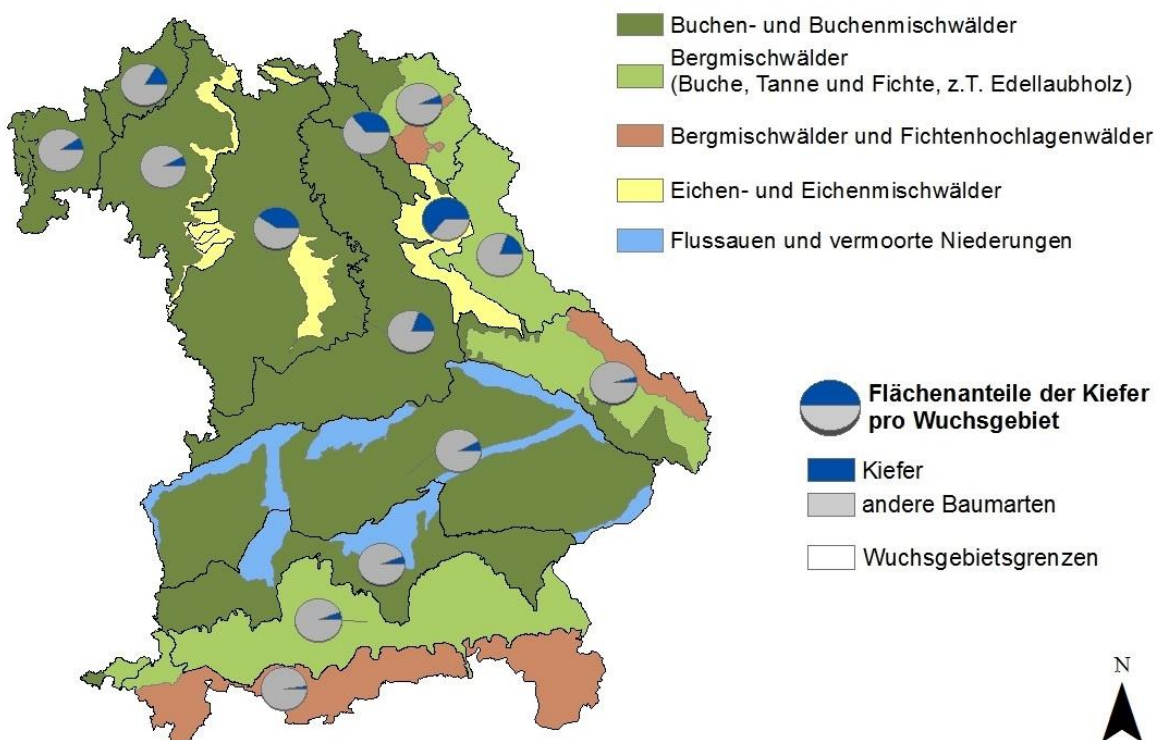 Buchen- und Buchenmischwälder
Bergmischwälder
(Buche, Tanne und Fichte, z.T. Edellaubholz)
Bergmischwälder und Fichtenhochlagenwälder
Eichen- und Eichenmischwälder
Flussauen und vermoorte Niederungen
Flächenanteile der Kiefer
pro Wuchsgebiet
Kiefer
andere Baumarten
Wuchsgebietsgrenzen
N